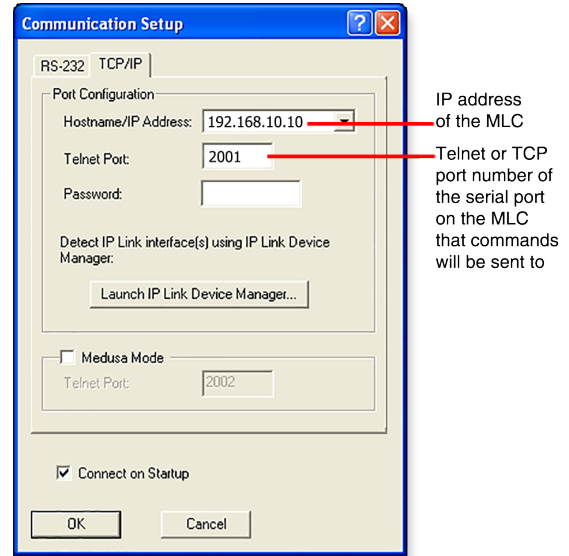 Communication Setup
RS-232 TCP/IP
Port Configuration
Hostname/IP Address: 192.168.10.10
Telnet Port: 2001
Password:
Detect IP Link interface(s) using IP Link Device
Manager:
Launch IP Link Device Manager...
Medusa Mode
Telnet Port: 2002
Connect on Startup
OK Cancel
IP address
of the MLC
Telnet or TCP
port number of
the serial port
on the MLC
that commands
will be sent to